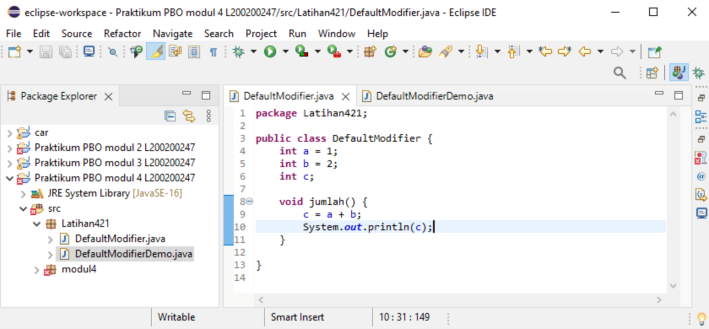 eclipse-workspace - Praktikum PBO modul 4 L200200247/src/Latihan421/DefaultModifier.java - Eclipse IDE
File Edit Source Refactor Navigate Search Project Run Window Help
Package Explorer
car
Praktikum PBO modul 2 L200200247
Praktikum PBO modul 3 L200200247
Praktikum PBO modul 4 L200200247
JRE System Library [JavaSE-16]
src
Latihan421
DefaultModifier.java
DefaultModifierDemo.java
modul4
DefaultModifier.java DefaultModifierDemo.java
1 package Latihan421;
2
3 public class DefaultModifier {
4 int a = 1;
5 int b = 2;
6 int c;
7
8 void jumlah() {
9 c = a + b;
10 System.out.println(c);
11 }
12
13 }
14
Writable Smart Insert 10 : 31 : 149